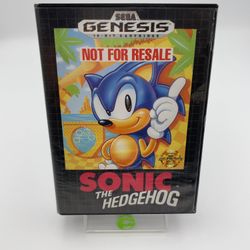 SEGA
GENESIS
16-BIT CARTRIDGE
NOT FOR RESALE
SONIC
THE
HEDGEHOG